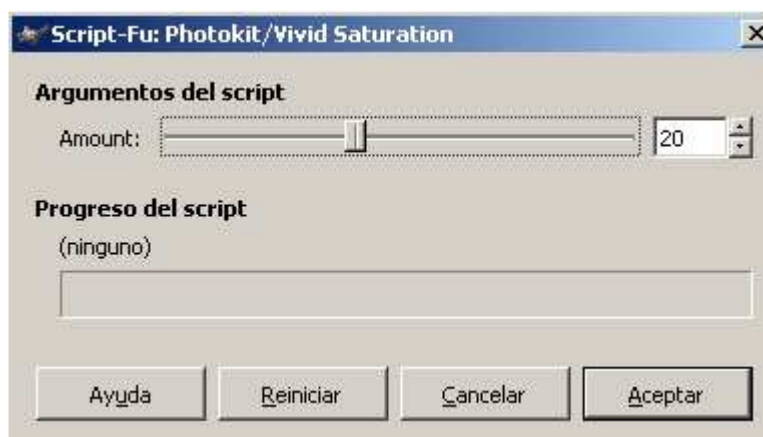 Script-Fu: Photokit/Vivid Saturation
Argumentos del script
Amount: 20
Progreso del script
(ninguno)
Ayuda Reiniciar Cancelar Aceptar